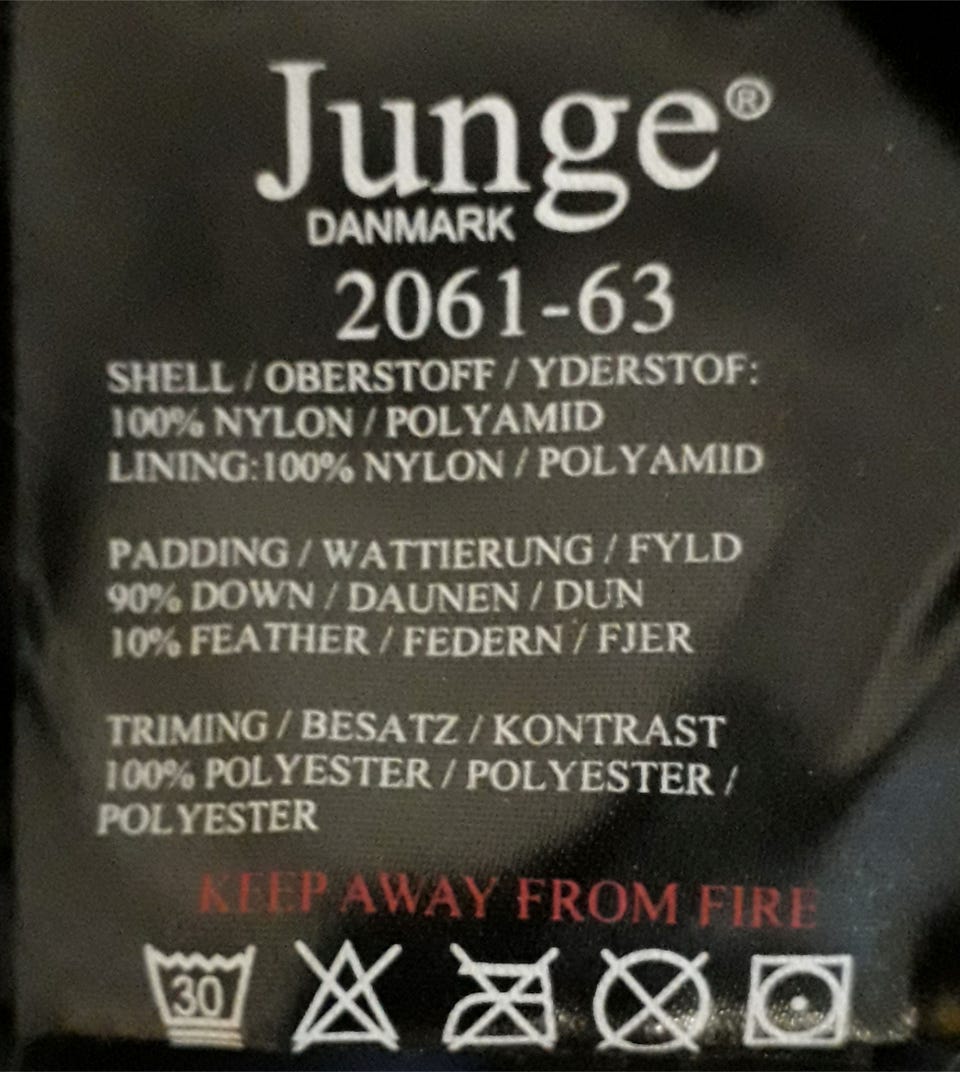 Junge®
DANMARK
2061-63
SHELL / OBERSTOFF / YDERSTOF:
100% NYLON / POLYAMID
LINING:100% NYLON / POLYAMID
PADDING / WATTIERUNG / FYLD
90% DOWN / DAUNEN / DUN
10% FEATHER / FEDERN / FJER
TRIMING / BESATZ / KONTRAST
100% POLYESTER / POLYESTER /
POLYESTER
KEEP AWAY FROM FIRE
30